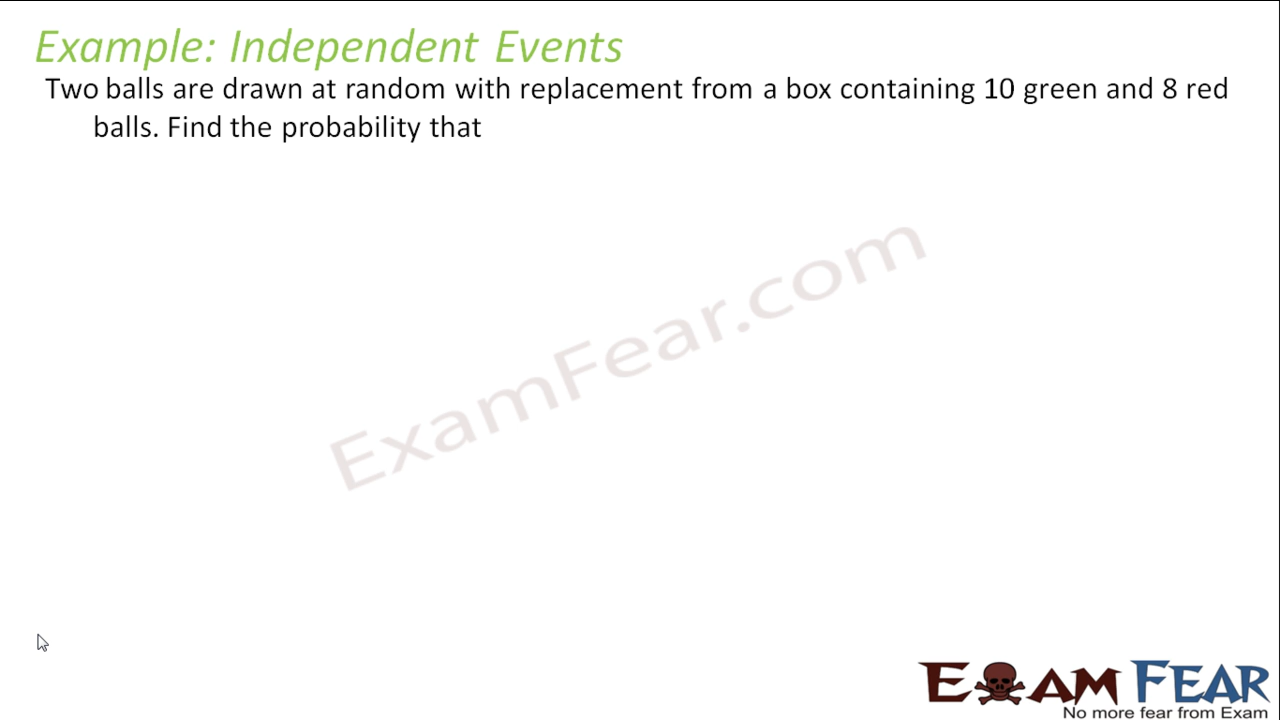 Example: Independent Events
Two balls are drawn at random with replacement from a box containing 10 green and 8 red
balls. Find the probability that
ExamFear.com
EXAM FEAR
No more fear from Exam